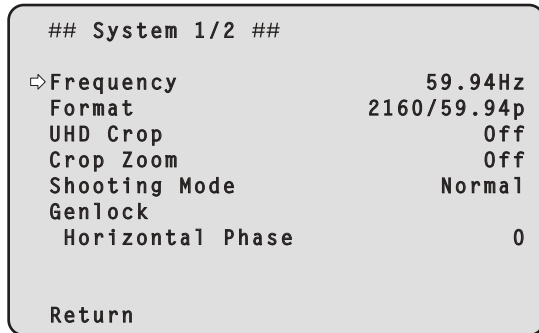 ## System 1/2 ##
⇨Frequency 59.94Hz
Format 2160/59.94p
UHD Crop Off
Crop Zoom Off
Shooting Mode Normal
Genlock
Horizontal Phase 0
Return